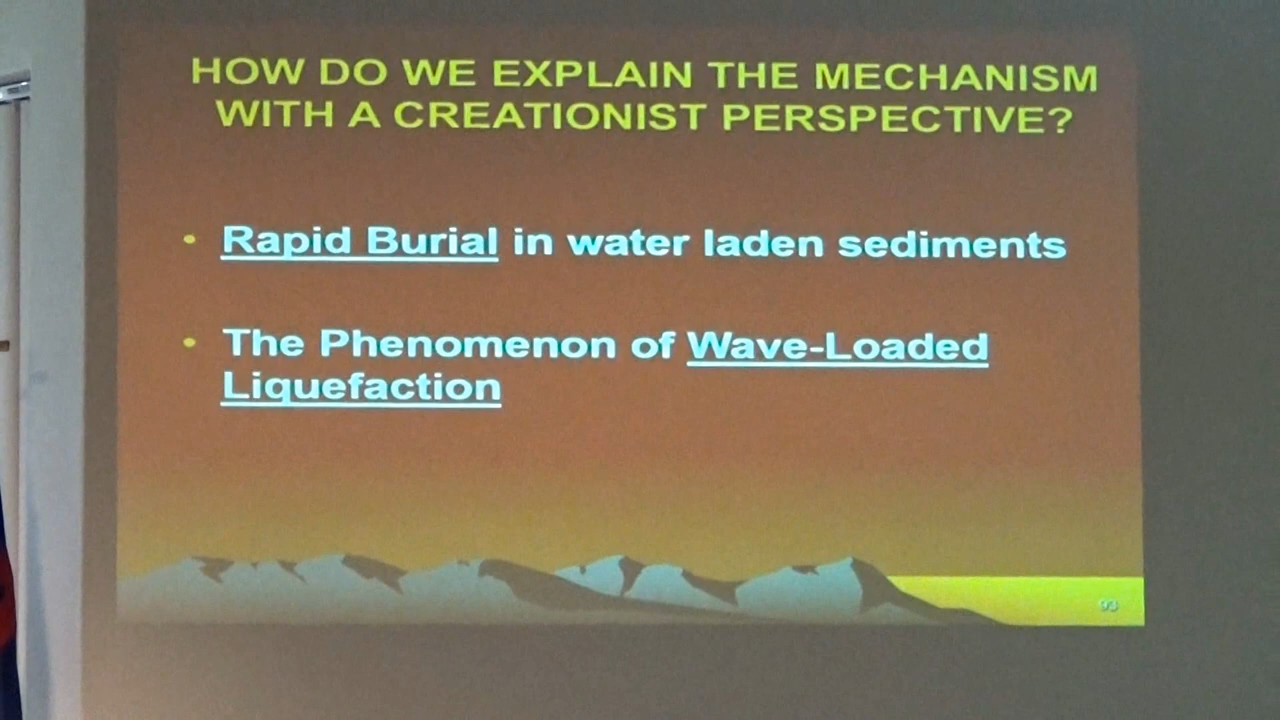 HOW DO WE EXPLAIN THE MECHANISM
WITH A CREATIONIST PERSPECTIVE?
• Rapid Burial in water laden sediments
• The Phenomenon of Wave-Loaded
Liquefaction
93